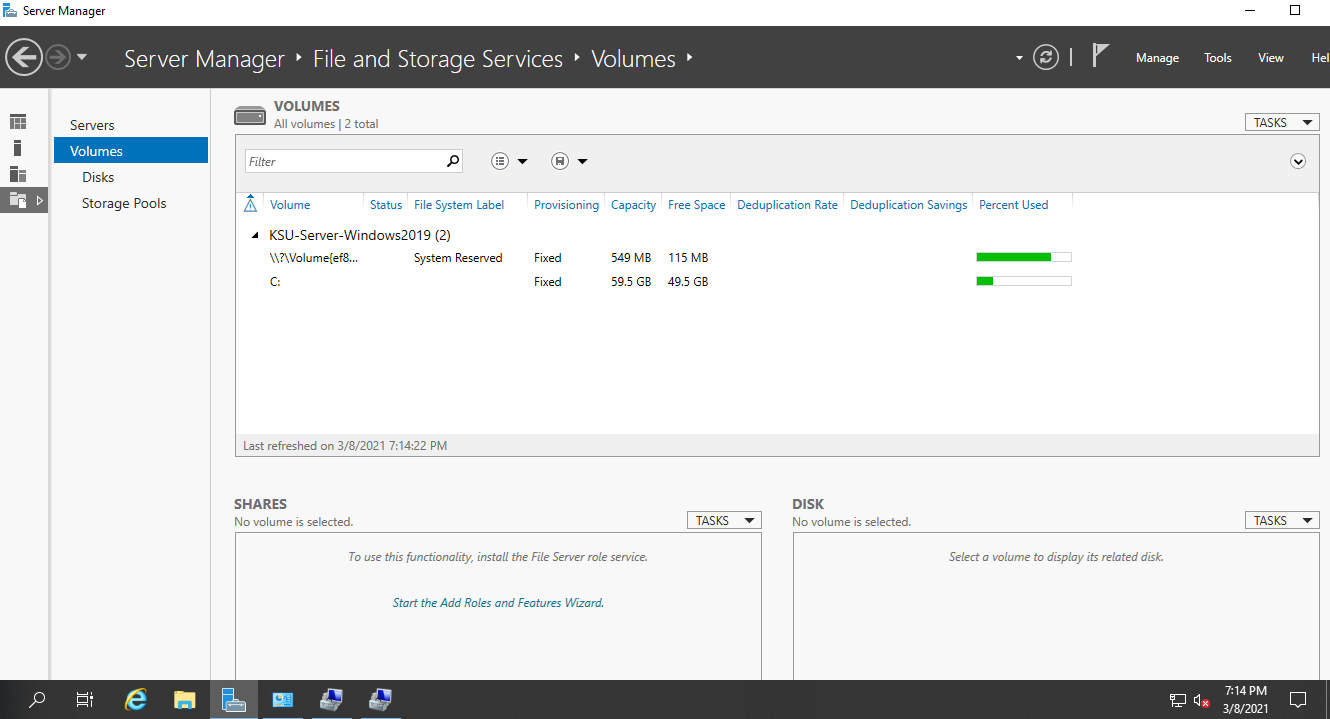 Server Manager
Server Manager ‣ File and Storage Services ‣ Volumes ‣
Manage Tools View Hel
Servers
Volumes
Disks
Storage Pools
VOLUMES
All volumes | 2 total
TASKS
Filter
Volume Status File System Label Provisioning Capacity Free Space Deduplication Rate Deduplication Savings Percent Used
KSU-Server-Windows2019 (2)
\\?\Volume{ef8... System Reserved Fixed 549 MB 115 MB
C: Fixed 59.5 GB 49.5 GB
Last refreshed on 3/8/2021 7:14:22 PM
SHARES
No volume is selected.
TASKS
To use this functionality, install the File Server role service.
Start the Add Roles and Features Wizard.
DISK
No volume is selected.
TASKS
Select a volume to display its related disk.
7:14 PM
3/8/2021